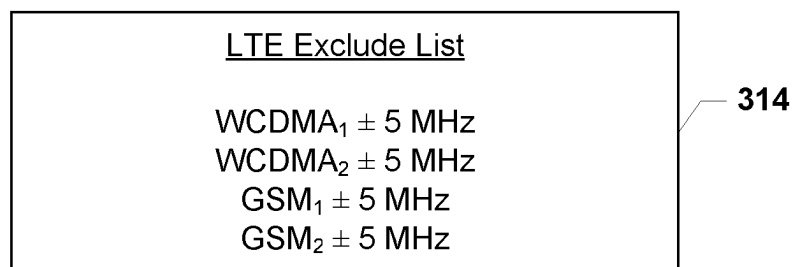 LTE Exclude List
314
WCDMA₁ ± 5 MHz
WCDMA₂ ± 5 MHz
GSM₁ ± 5 MHz
GSM₂ ± 5 MHz